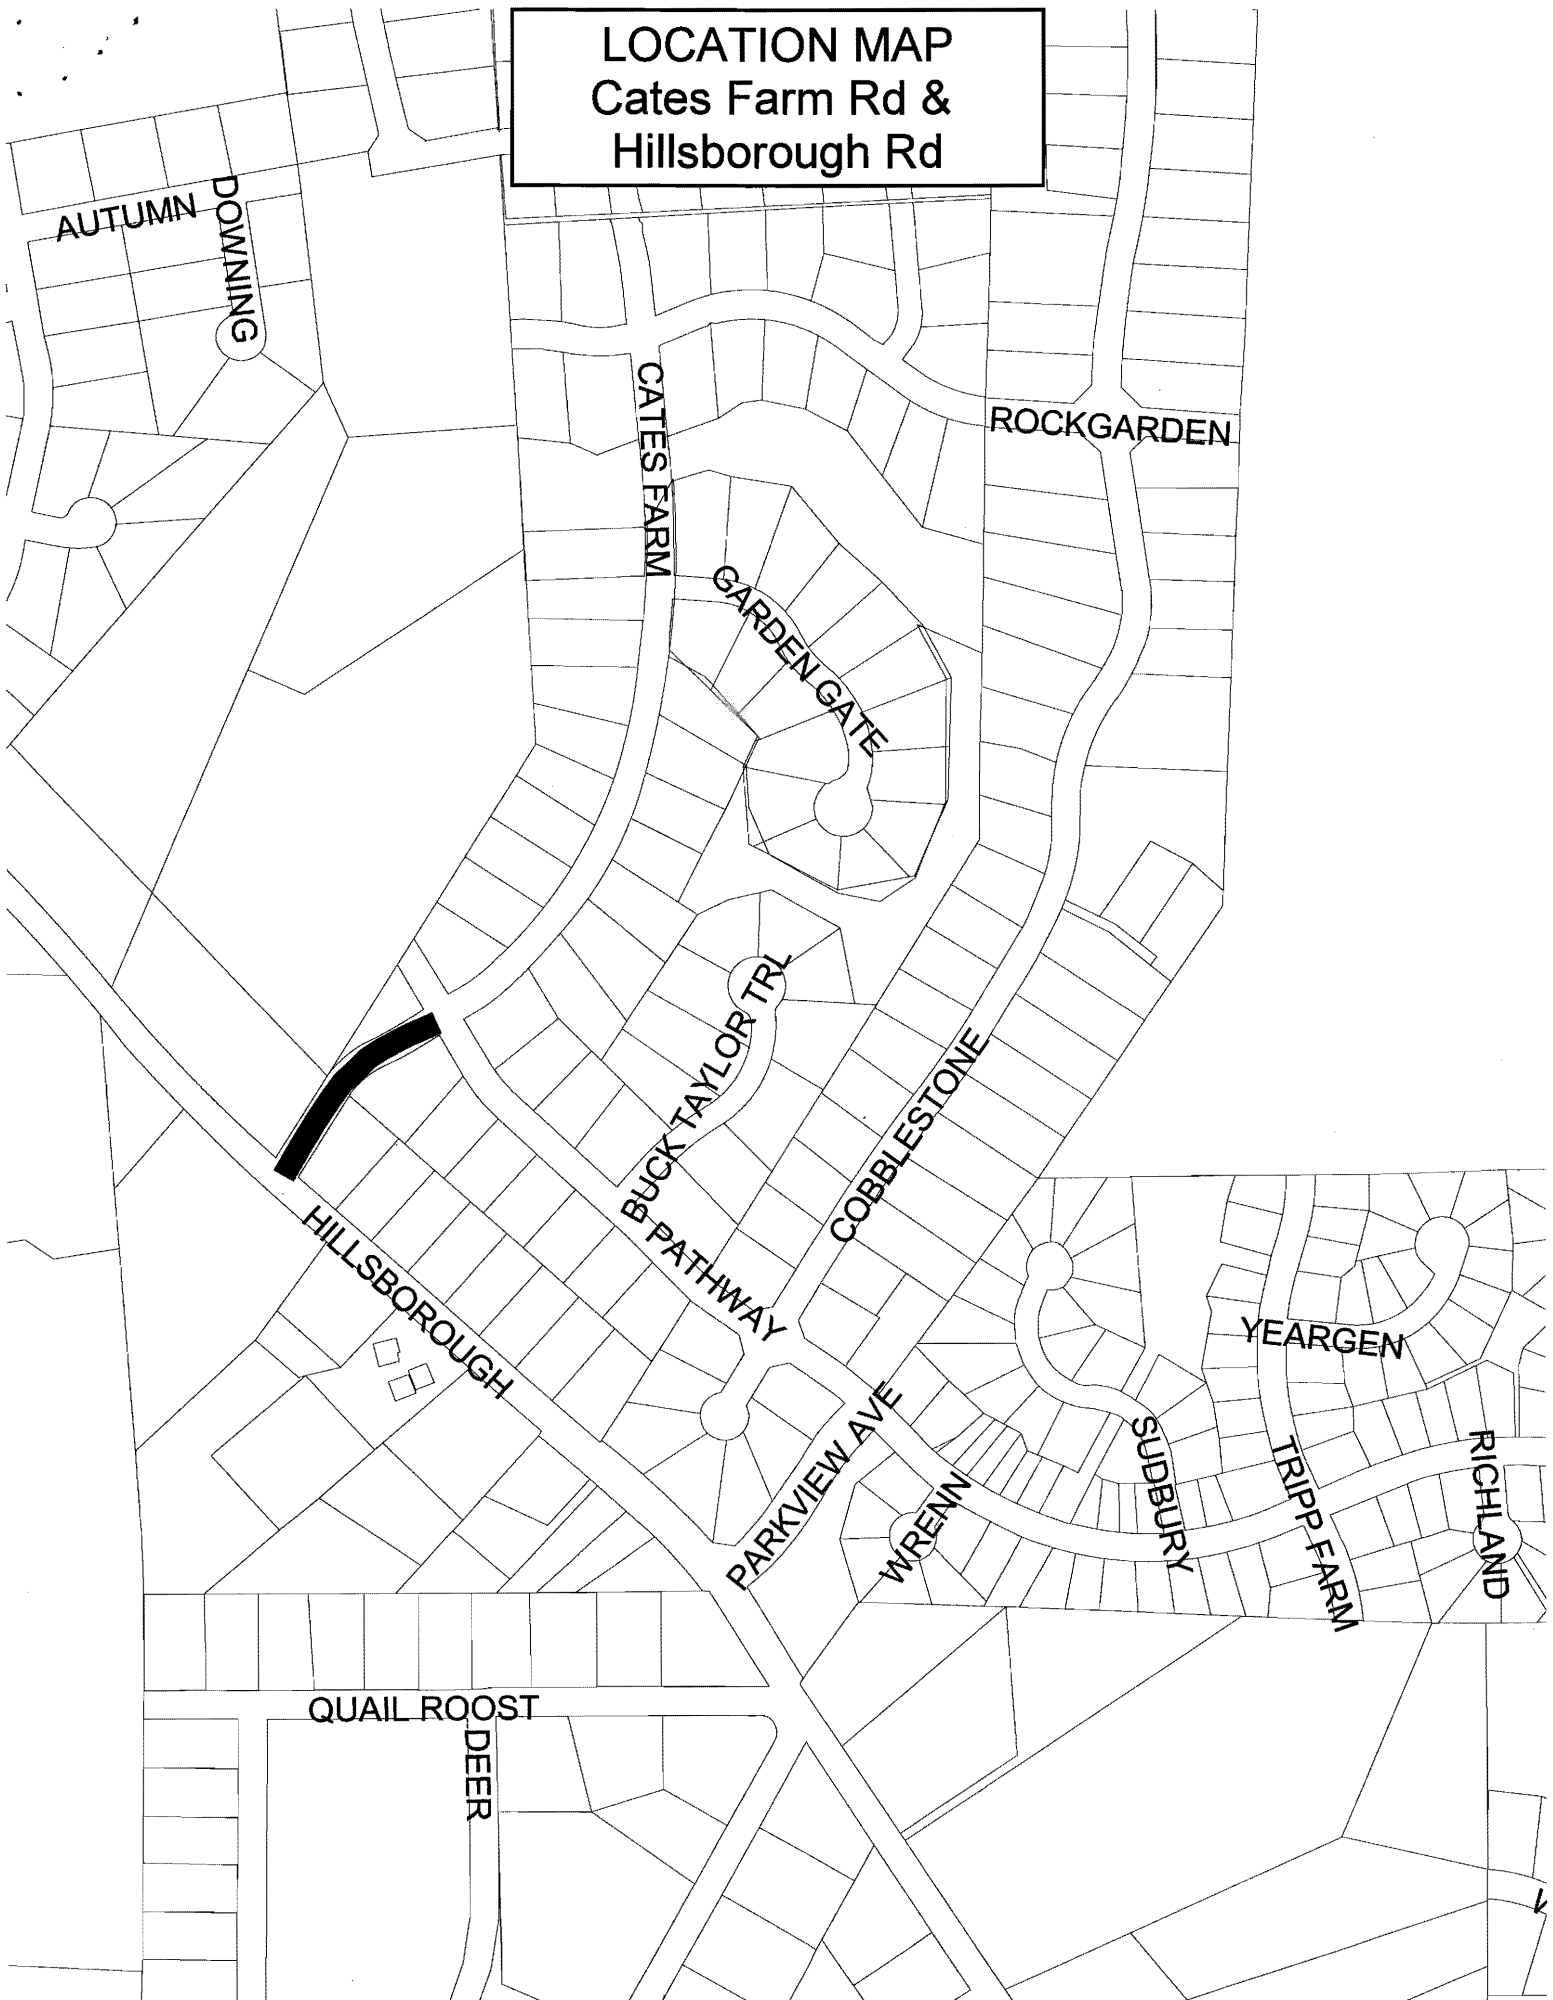 LOCATION MAP
Cates Farm Rd &
Hillsborough Rd
AUTUMN
DOWNING
CATES FARM
ROCKGARDEN
GARDEN GATE
BUCK TAYLOR TRL
COBBLESTONE
HILLSBOROUGH
B PATHWAY
YEARGEN
PARKVIEW AVE
WRENN
SUDBURY
TRIPP FARM
RICHLAND
QUAIL ROOST
DEER